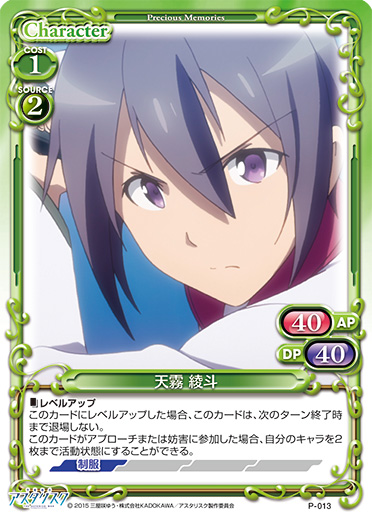 Precious Memories
Character
COST
1
SOURCE
2
40 AP
DP 40
天霧 綾斗
レベルアップ
このカードにレベルアップした場合、このカードは、次のターン終了時
まで退場しない。
このカードがアプローチまたは妨害に参加した場合、自分のキャラを2
枚まで活動状態にすることができる。
制服
アスタリスク
© 2015 三屋咲ゆう・株式会社KADOKAWA/アスタリスク製作委員会
P-013